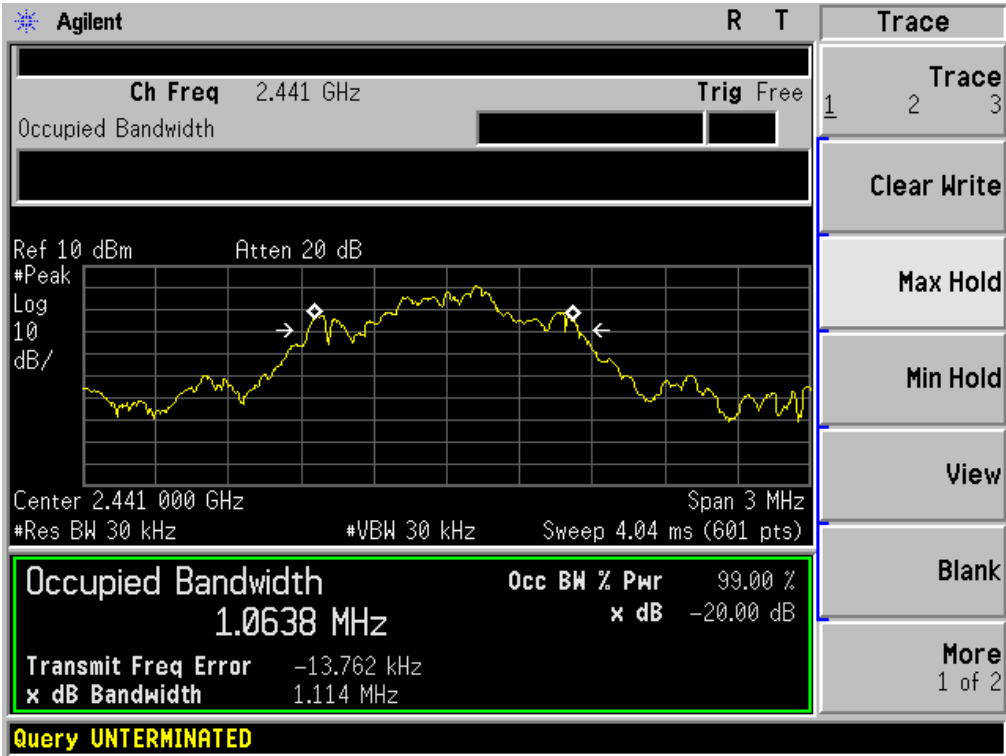 Agilent R T Trace
Ch Freq 2.441 GHz Trig Free
Occupied Bandwidth
Trace
1 2 3
Clear Write
Max Hold
Min Hold
View
Blank
More
1 of 2
Ref 10 dBm Atten 20 dB
#Peak
Log
10
dB/
Center 2.441 000 GHz Span 3 MHz
#Res BW 30 kHz #VBW 30 kHz Sweep 4.04 ms (601 pts)
Occupied Bandwidth Occ BW % Pwr 99.00 %
1.0638 MHz x dB -20.00 dB
Transmit Freq Error -13.762 kHz
x dB Bandwidth 1.114 MHz
Query UNTERMINATED